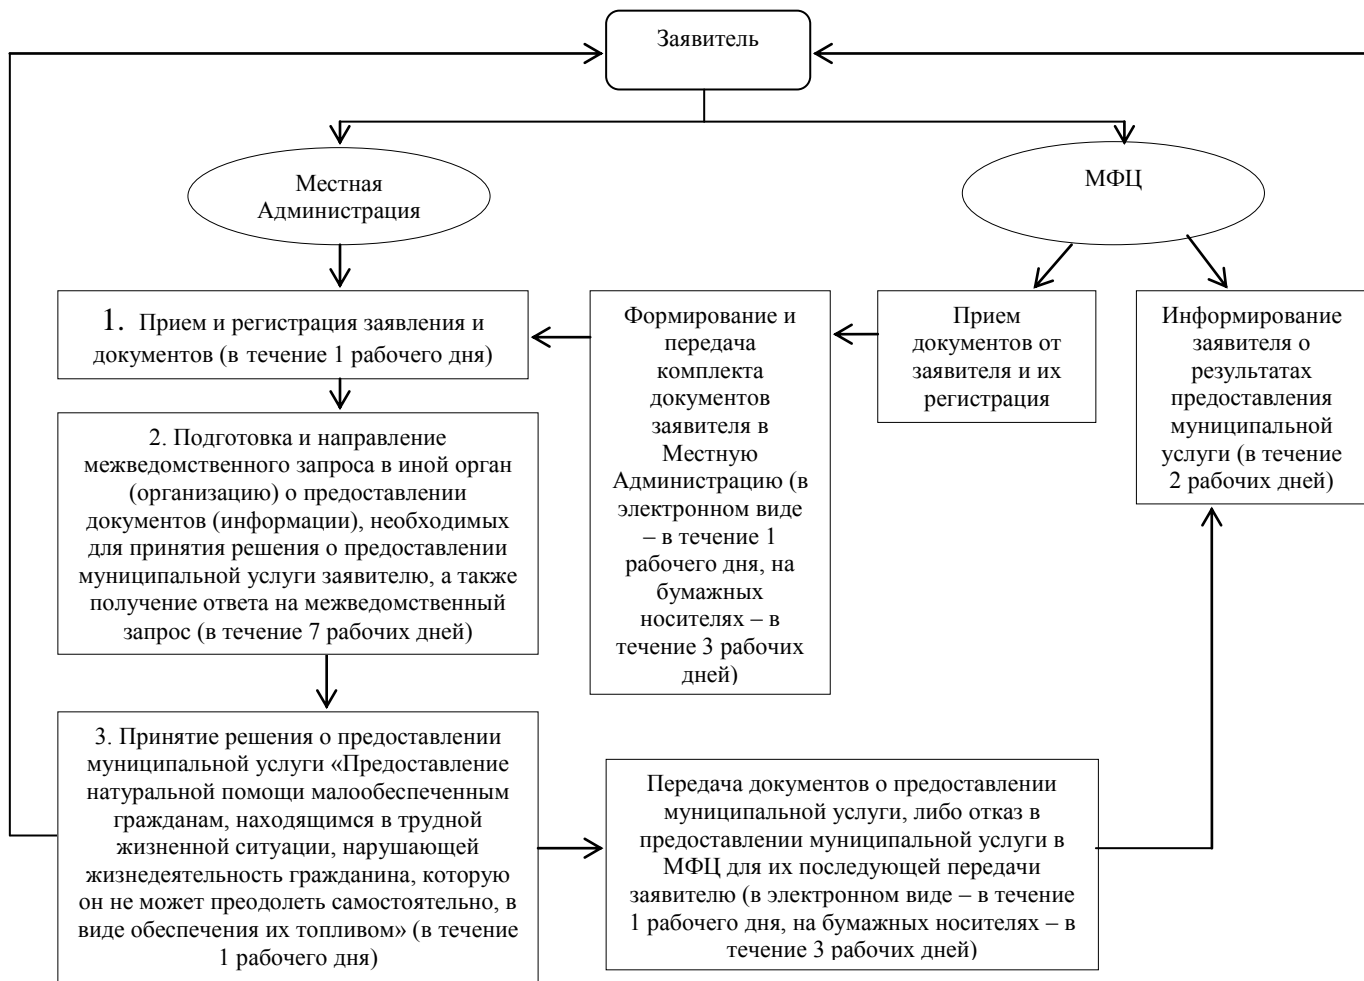 Заявитель
Местная
Администрация
МФЦ
1. Прием и регистрация заявления и
документов (в течение 1 рабочего дня)
Формирование и
передача
комплекта
документов
заявителя в
Местную
Администрацию (в
электронном виде
– в течение 1
рабочего дня, на
бумажных
носителях – в
течение 3 рабочих
дней)
Прием
документов от
заявителя и их
регистрация
Информирование
заявителя о
результатах
предоставления
муниципальной
услуги (в течение
2 рабочих дней)
2. Подготовка и направление
межведомственного запроса в иной орган
(организацию) о предоставлении
документов (информации), необходимых
для принятия решения о предоставлении
муниципальной услуги заявителю, а также
получение ответа на межведомственный
запрос (в течение 7 рабочих дней)
3. Принятие решения о предоставлении
муниципальной услуги «Предоставление
натуральной помощи малообеспеченным
гражданам, находящимся в трудной
жизненной ситуации, нарушающей
жизнедеятельность гражданина, которую
он не может преодолеть самостоятельно, в
виде обеспечения их топливом» (в течение
1 рабочего дня)
Передача документов о предоставлении
муниципальной услуги, либо отказ в
предоставлении муниципальной услуги в
МФЦ для их последующей передачи
заявителю (в электронном виде – в течение
1 рабочего дня, на бумажных носителях – в
течение 3 рабочих дней)